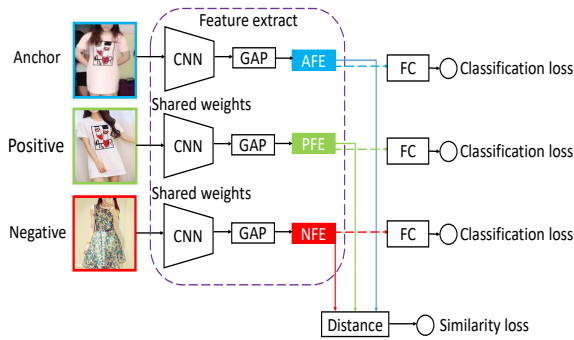 Feature extract
Anchor
CNN
GAP
AFE
FC
Classification loss
Shared weights
Positive
CNN
GAP
PFE
FC
Classification loss
Shared weights
Negative
CNN
GAP
NFE
FC
Classification loss
Distance
Similarity loss